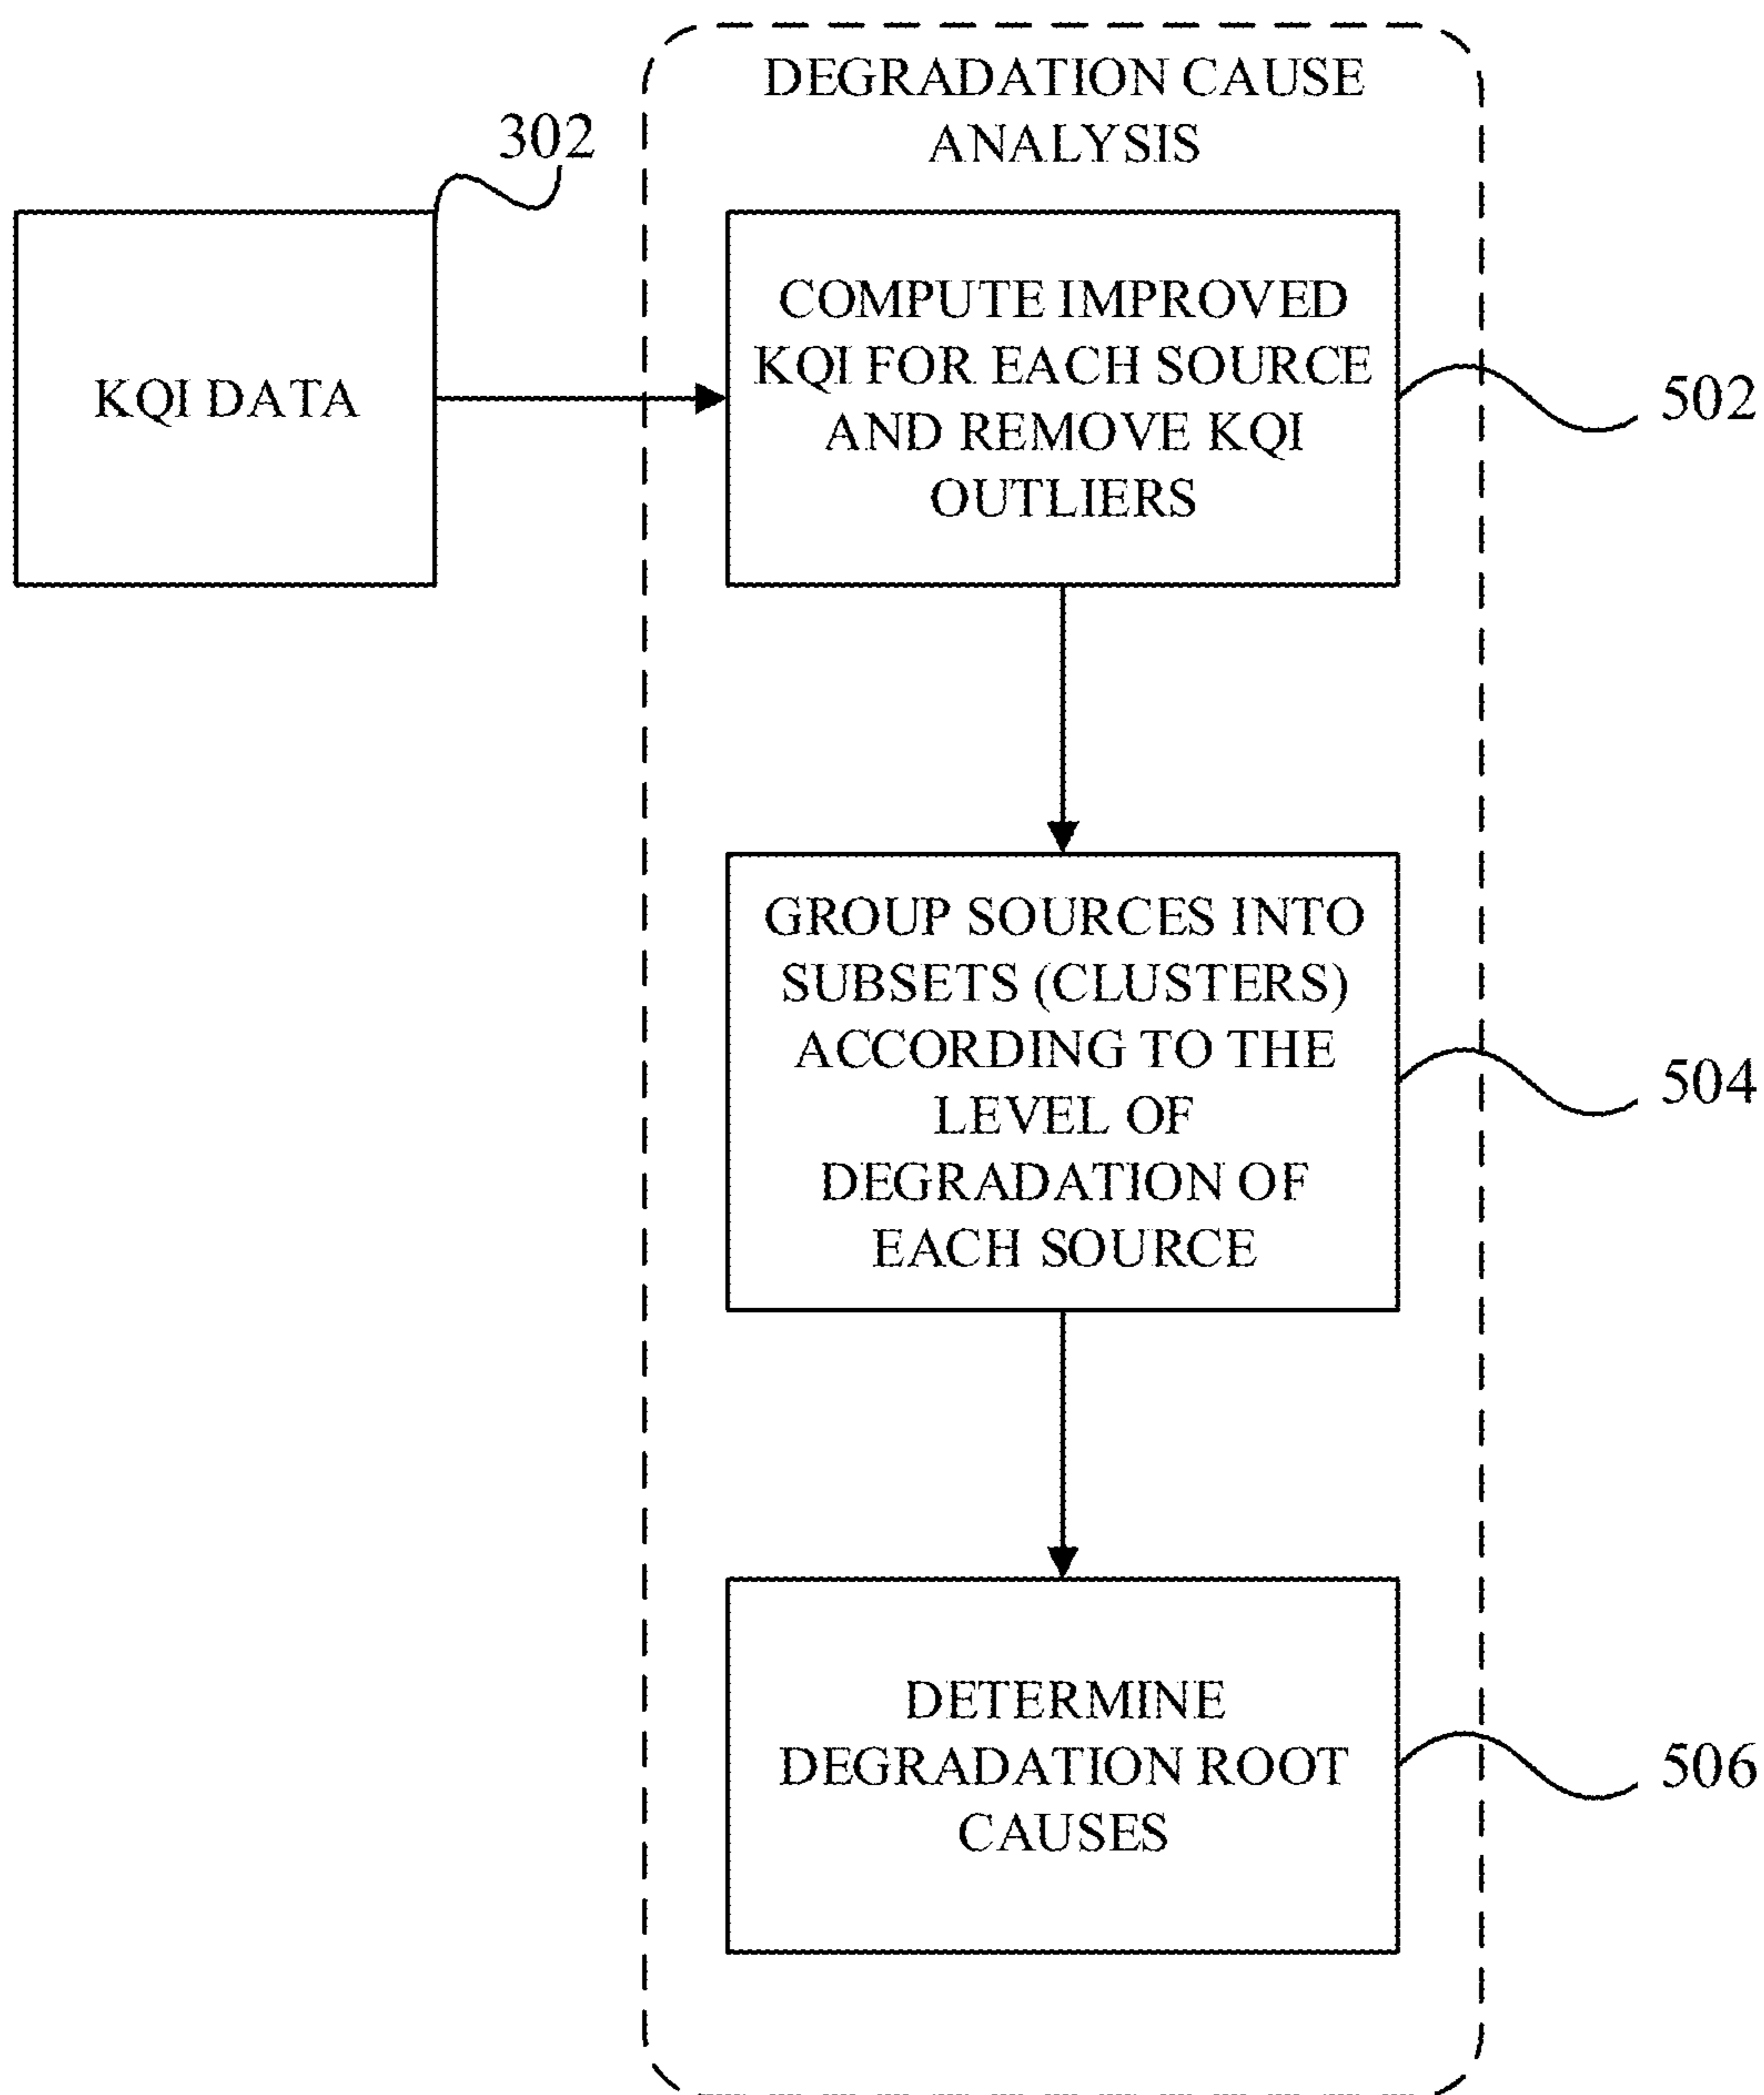 DEGRADATION CAUSE
ANALYSIS
302
KQI DATA
COMPUTE IMPROVED
KQI FOR EACH SOURCE
AND REMOVE KQI
OUTLIERS
502
GROUP SOURCES INTO
SUBSETS (CLUSTERS)
ACCORDING TO THE
LEVEL OF
DEGRADATION OF
EACH SOURCE
504
DETERMINE
DEGRADATION ROOT
CAUSES
506